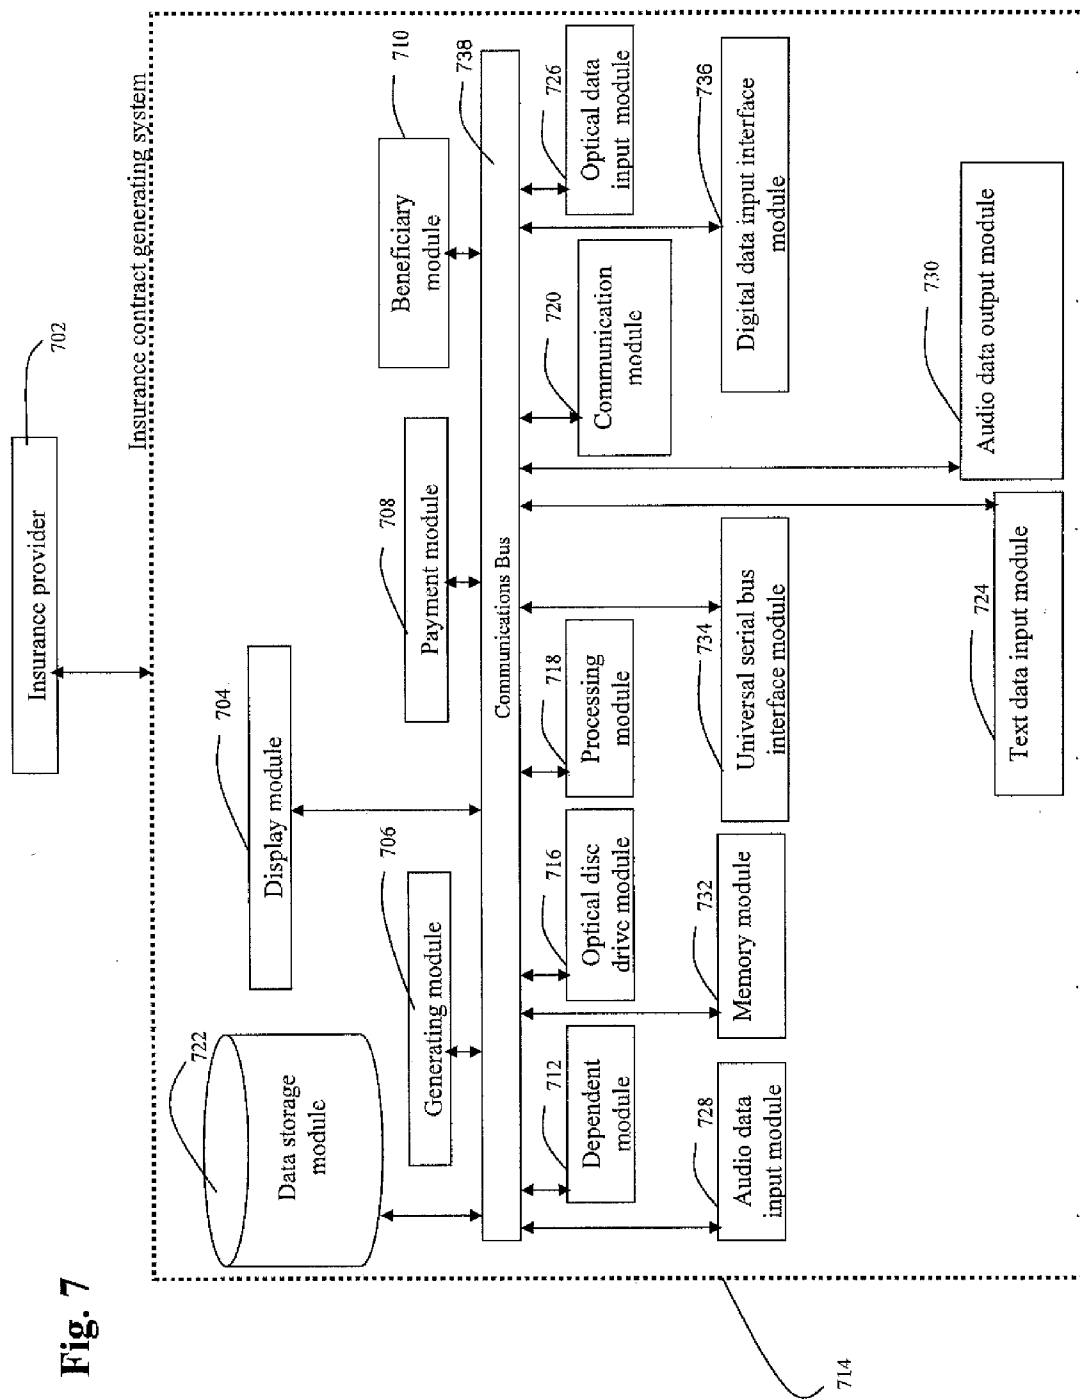 Fig. 7
Insurance provider
702
Insurance contract generating system
Data storage
module
722
Display module
704
Generating module
706
Payment module
708
Beneficiary
module
710
Communications Bus
738
Dependent
module
712
Optical disc
drive module
716
Processing
module
718
Communication
module
720
Optical data
input module
726
Audio data
input module
728
Memory module
732
Universal serial bus
interface module
734
Digital data input interface
module
736
Text data input module
724
Audio data output module
730
714